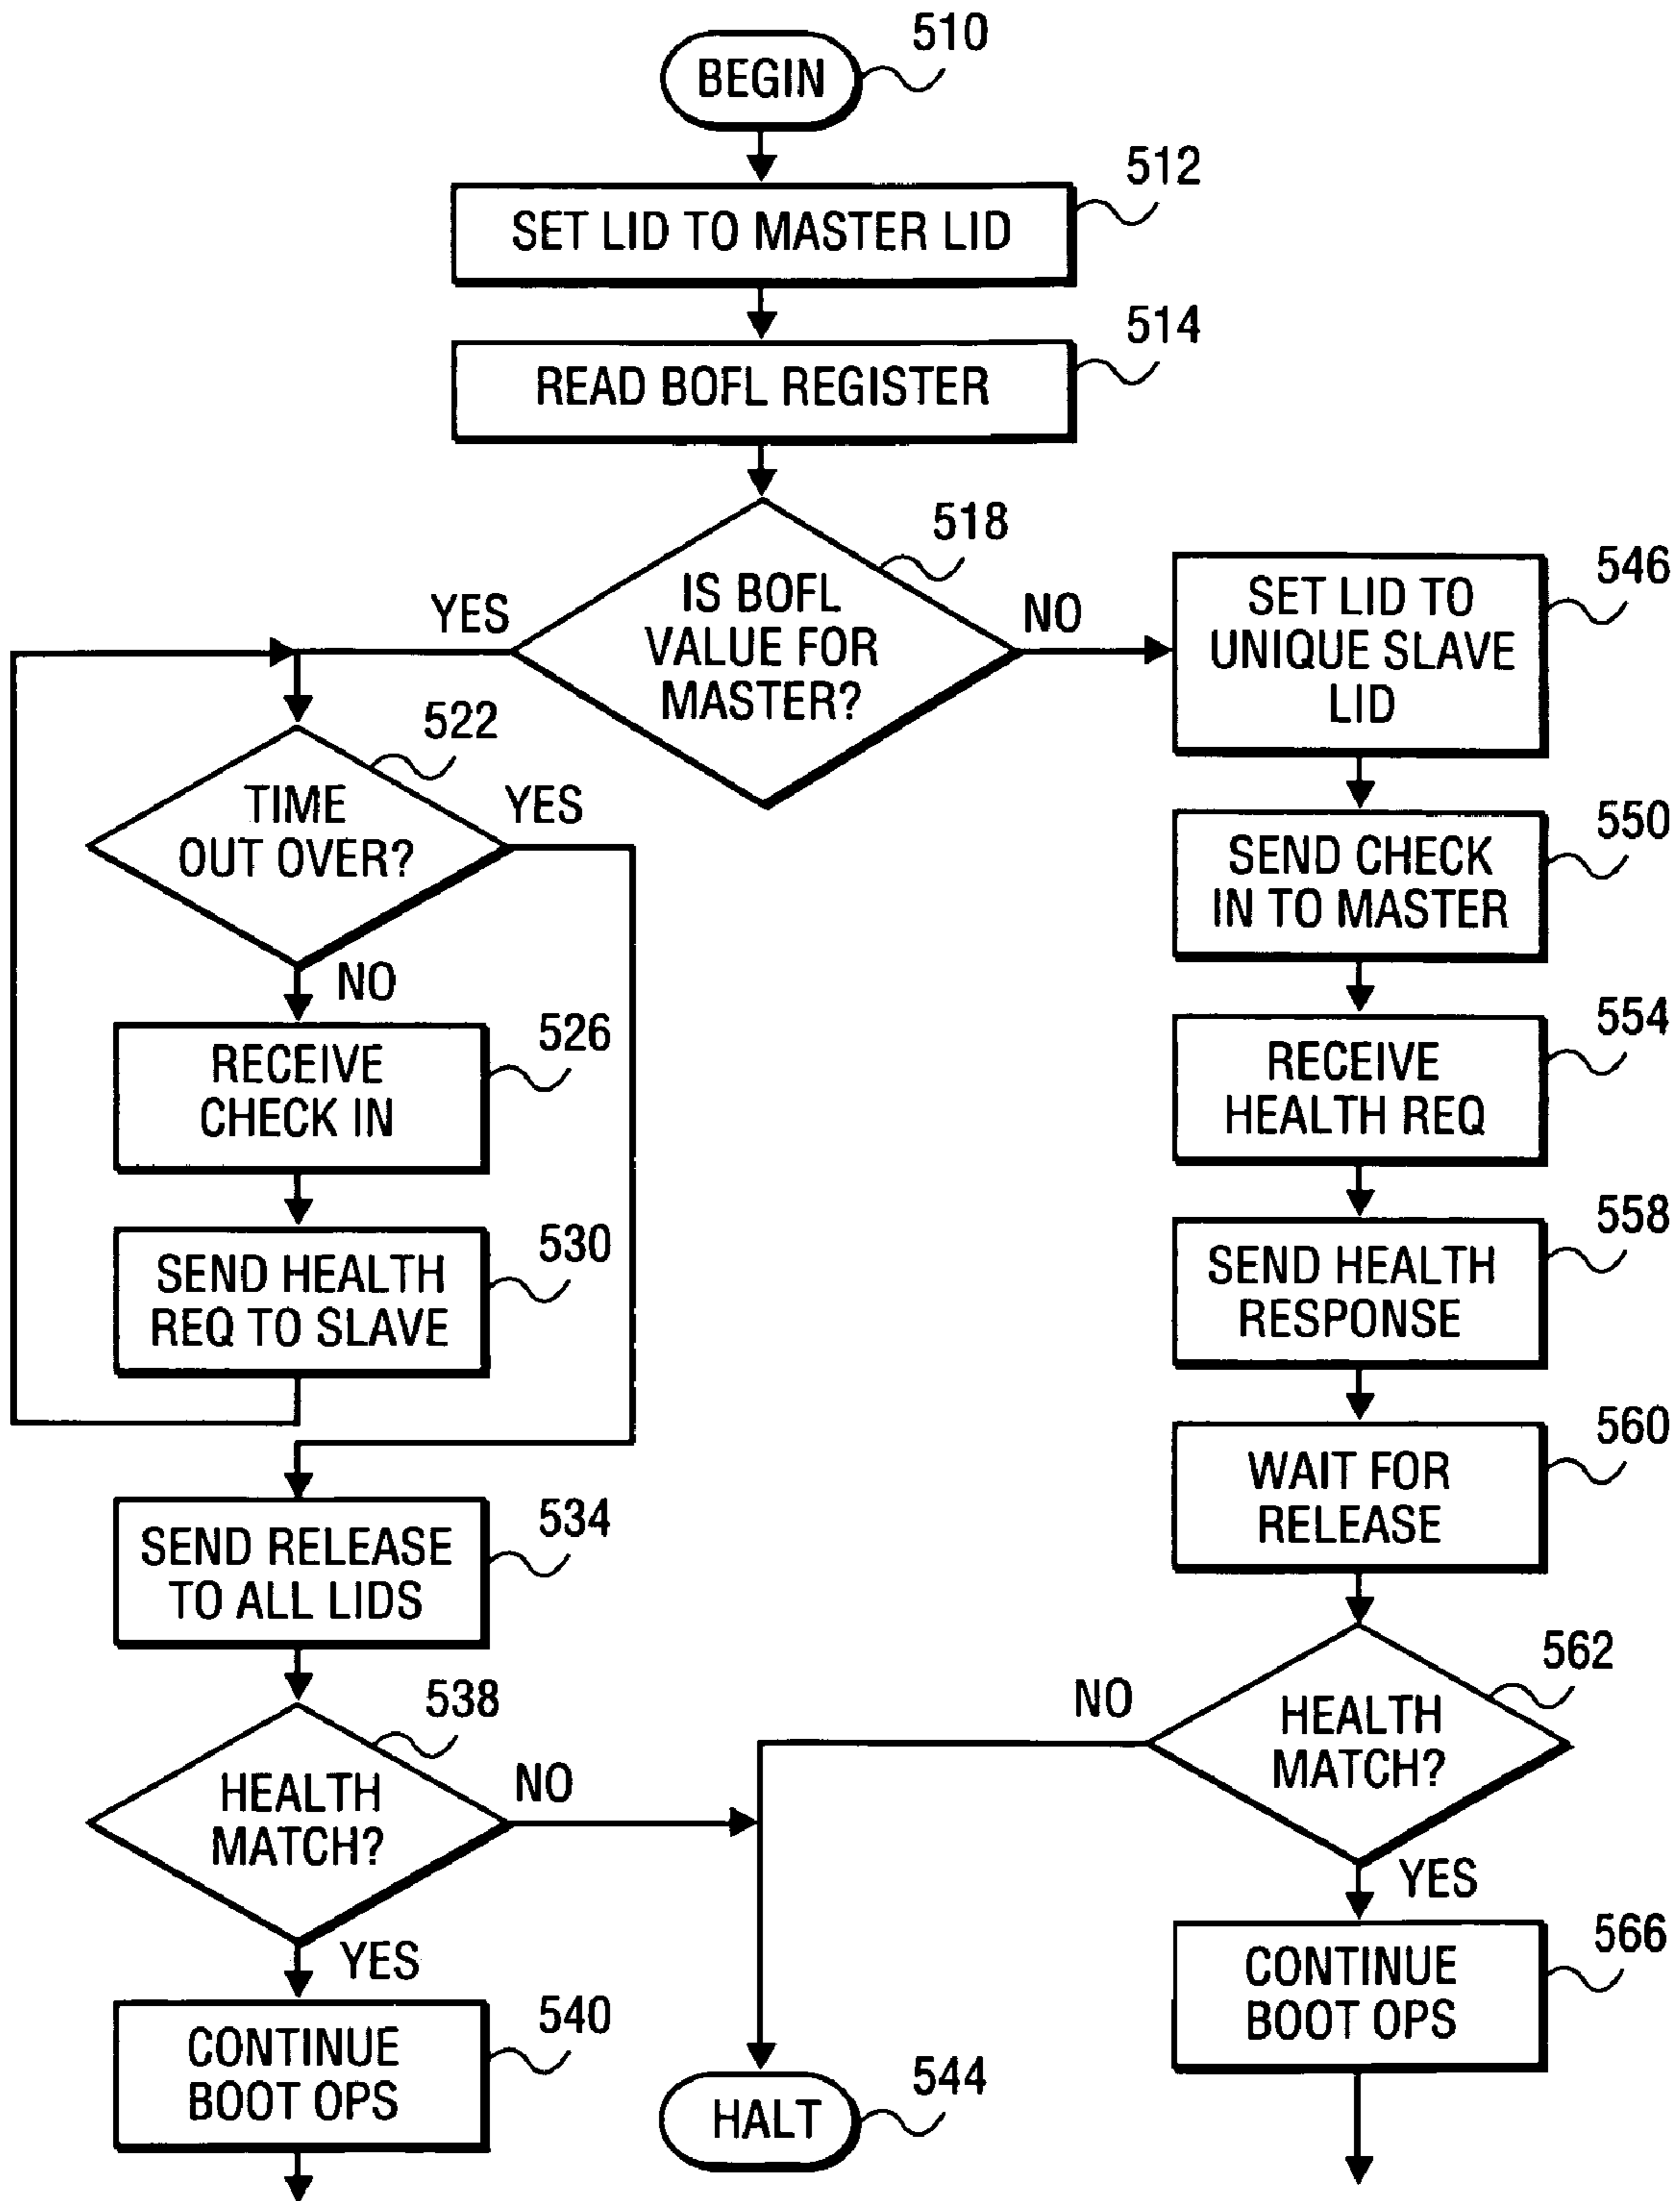 BEGIN
510
SET LID TO MASTER LID
512
READ BOFL REGISTER
514
IS BOFL
VALUE FOR
MASTER?
518
YES
NO
TIME
OUT OVER?
522
YES
NO
RECEIVE
CHECK IN
526
SEND HEALTH
REQ TO SLAVE
530
SEND RELEASE
TO ALL LIDS
534
HEALTH
MATCH?
538
NO
YES
CONTINUE
BOOT OPS
540
HALT
544
SET LID TO
UNIQUE SLAVE
LID
546
SEND CHECK
IN TO MASTER
550
RECEIVE
HEALTH REQ
554
SEND HEALTH
RESPONSE
558
WAIT FOR
RELEASE
560
HEALTH
MATCH?
562
NO
YES
CONTINUE
BOOT OPS
566